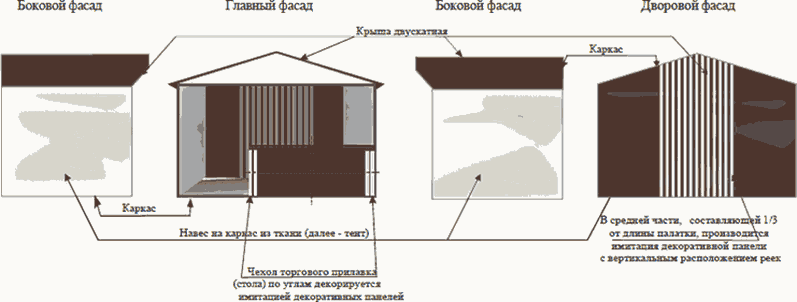 Боковой фасад
Главный фасад
Боковой фасад
Дворовой фасад
Крыша двускатная
Каркас
Каркас
Навес на каркас из ткани (далее - тент)
Чехол торгового прилавка
(стола) по углам декорируется
имитацией декоративных панелей
В средней части, составляющей 1/3
от длины палатки, производится
имитация декоративной панели
с вертикальным расположением реек